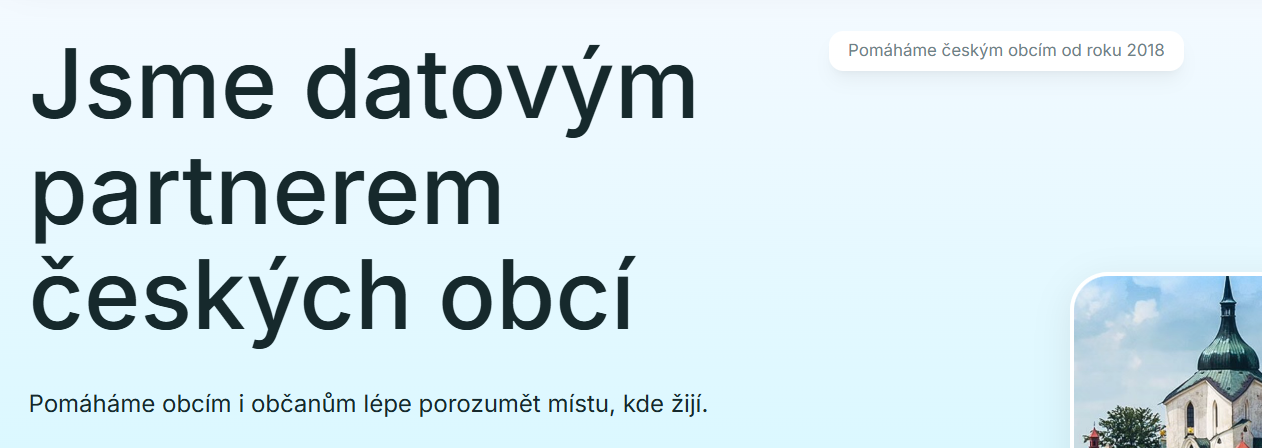 Jsme datovým
partnerem
českých obcí
Pomáháme obcím i občanům lépe porozumět místu, kde žijí.
Pomáháme českým obcím od roku 2018